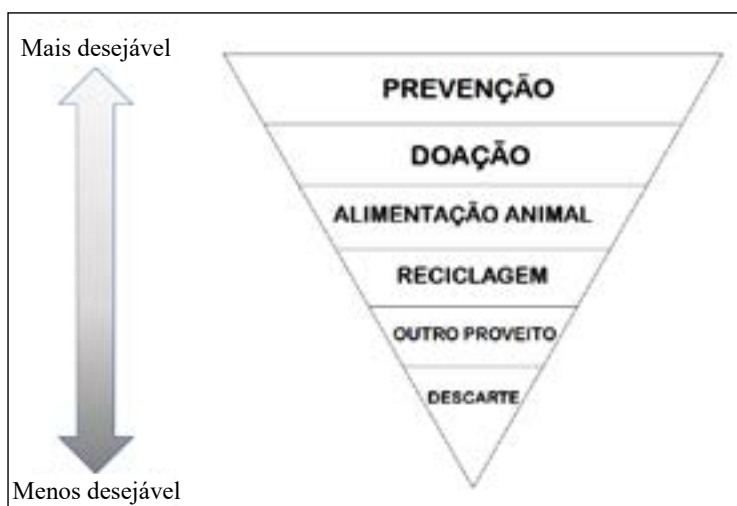 Mais desejável
PREVENÇÃO
DOAÇÃO
ALIMENTAÇÃO ANIMAL
RECICLAGEM
OUTRO PROVEITO
DESCARTE
Menos desejável